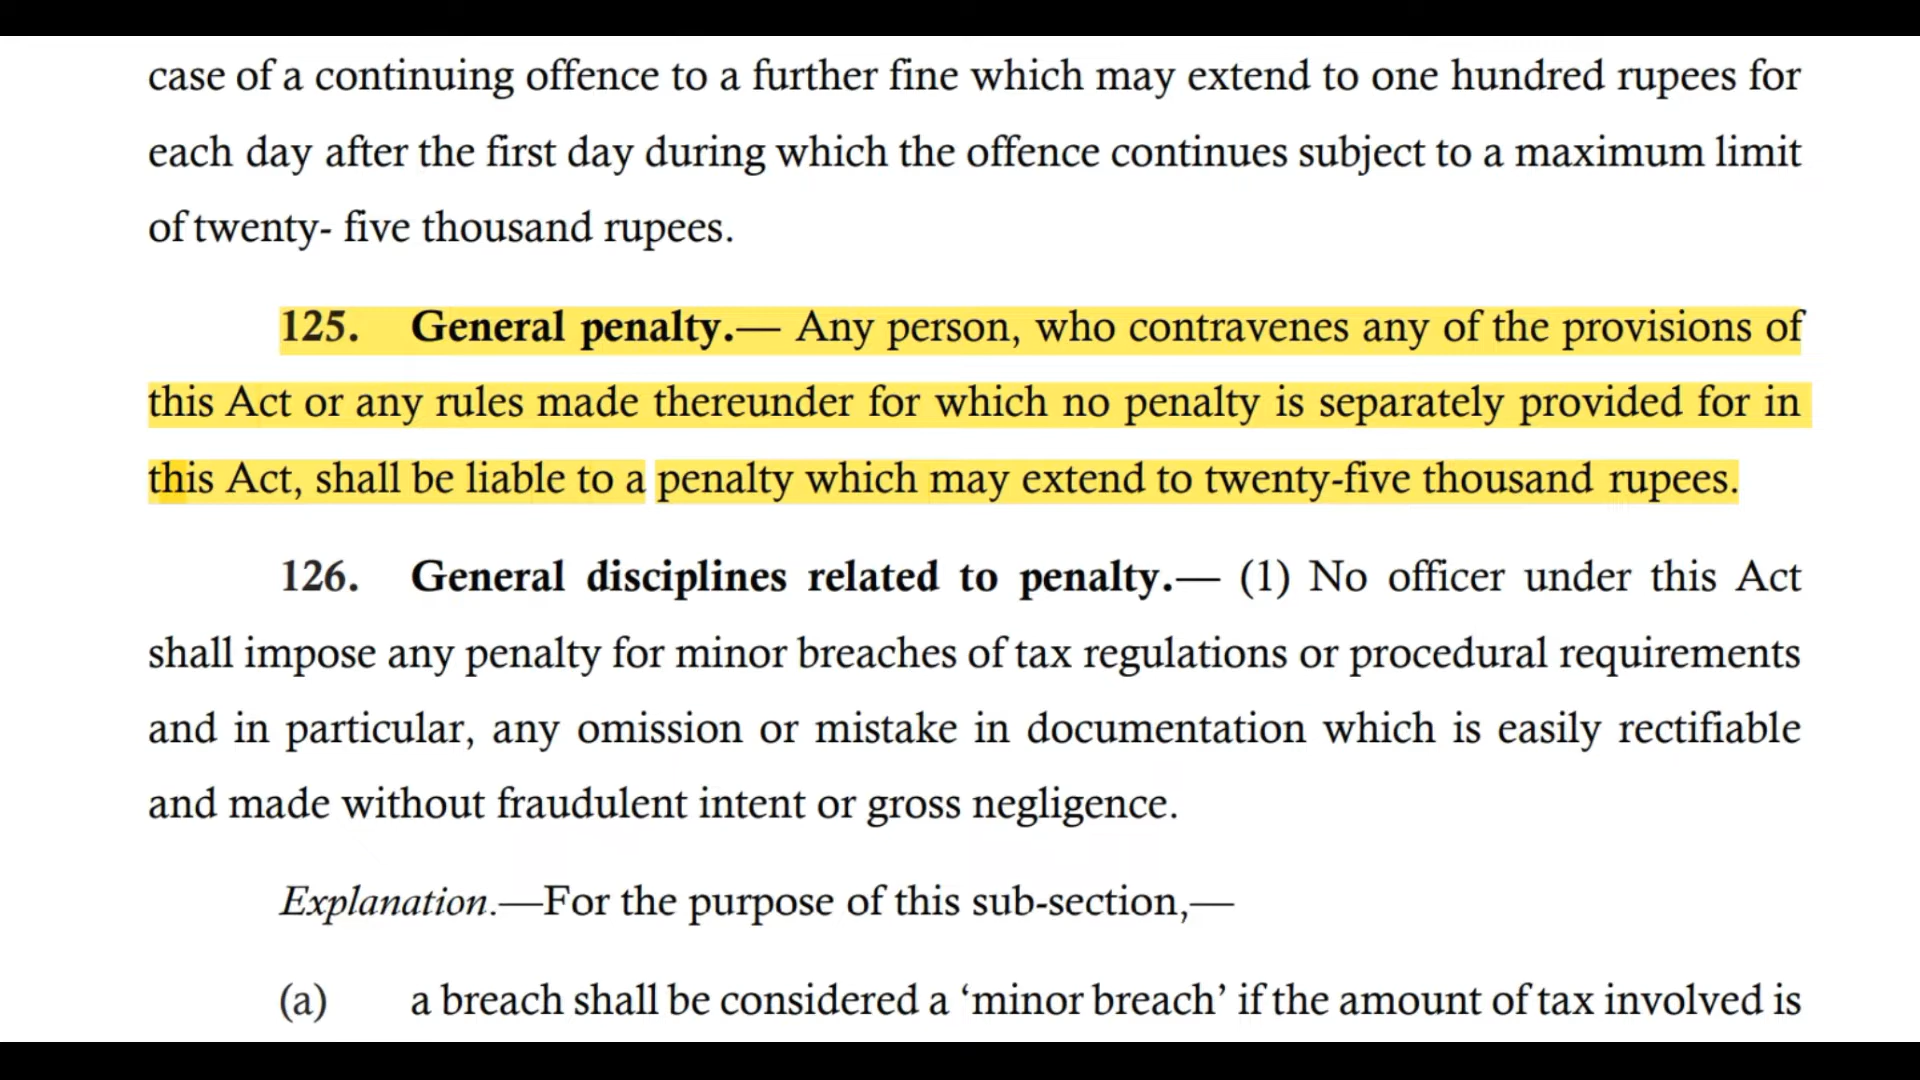 case of a continuing offence to a further fine which may extend to one hundred rupees for
each day after the first day during which the offence continues subject to a maximum limit
of twenty- five thousand rupees.
125. General penalty.— Any person, who contravenes any of the provisions of
this Act or any rules made thereunder for which no penalty is separately provided for in
this Act, shall be liable to a penalty which may extend to twenty-five thousand rupees.
126. General disciplines related to penalty.— (1) No officer under this Act
shall impose any penalty for minor breaches of tax regulations or procedural requirements
and in particular, any omission or mistake in documentation which is easily rectifiable
and made without fraudulent intent or gross negligence.
Explanation.—For the purpose of this sub-section,—
(a) a breach shall be considered a ‘minor breach’ if the amount of tax involved is